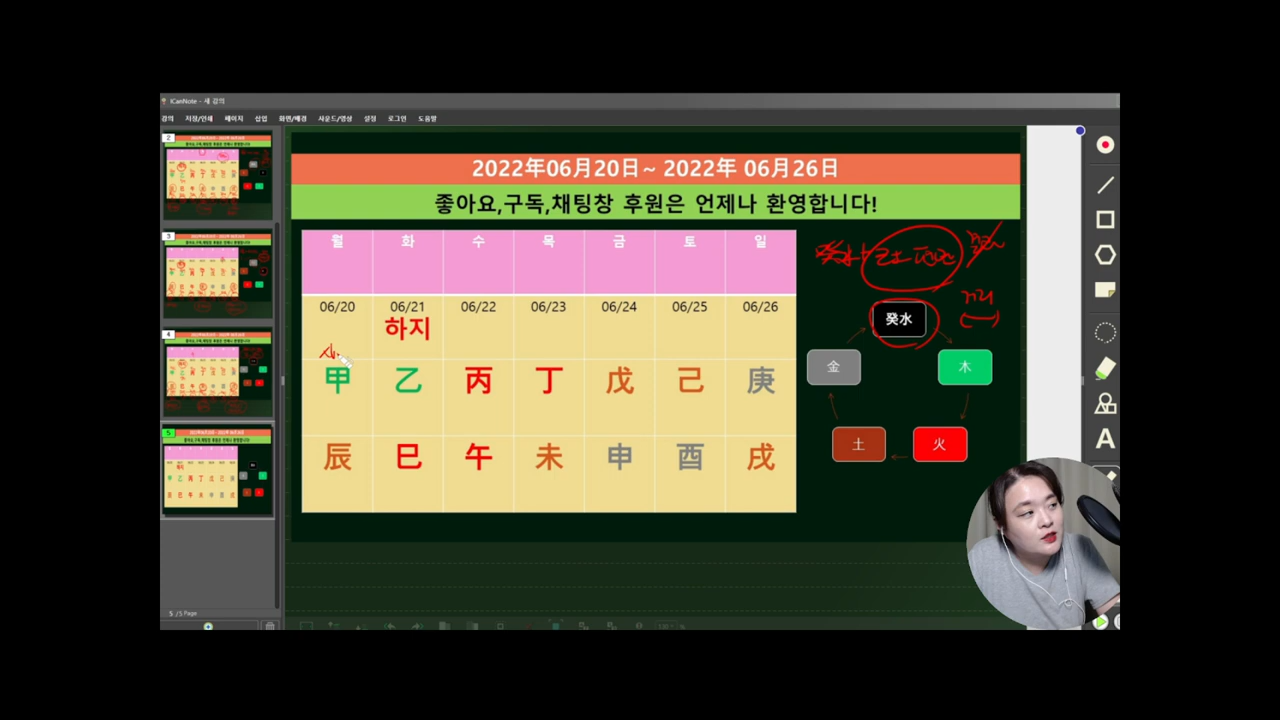 ICanNote - 새 강의
강의 저장/인쇄 페이지 삽입 화면/배경 사운드/영상 설정 로그인 도움말
2022年06月20日~ 2022年 06月26日
좋아요,구독,채팅창 후원은 언제나 환영합니다!
월 화 수 목 금 토 일
06/20 06/21 06/22 06/23 06/24 06/25 06/26
하지
甲 乙 丙 丁 戊 己 庚
辰 巳 午 未 申 酉 戌
거리
癸水
金 木
土 火
2
3
4
5
5 /5 Page
A